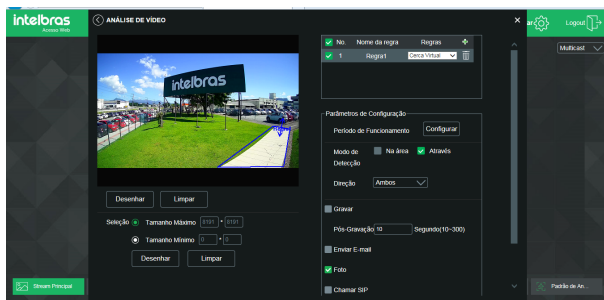 intelbras
Acesso Web
ANÁLISE DE VÍDEO
×
ar
Logout
Multicast
No. Nome da regra Regras +
1 Regra1 Cerca Virtual
intelbras
Parâmetros de Configuração
Período de Funcionamento Configurar
Modo de Detecção Na área Através
Direção Ambos
Desenhar Limpar
Gravar
Seleção Tamanho Máximo 8191 * 8191
Pós-Gravação 10 Segundo(10~300)
Tamanho Mínimo 0 * 0
Enviar E-mail
Desenhar Limpar
Foto
Chamar SIP
Stream Principal
Padrão de An...